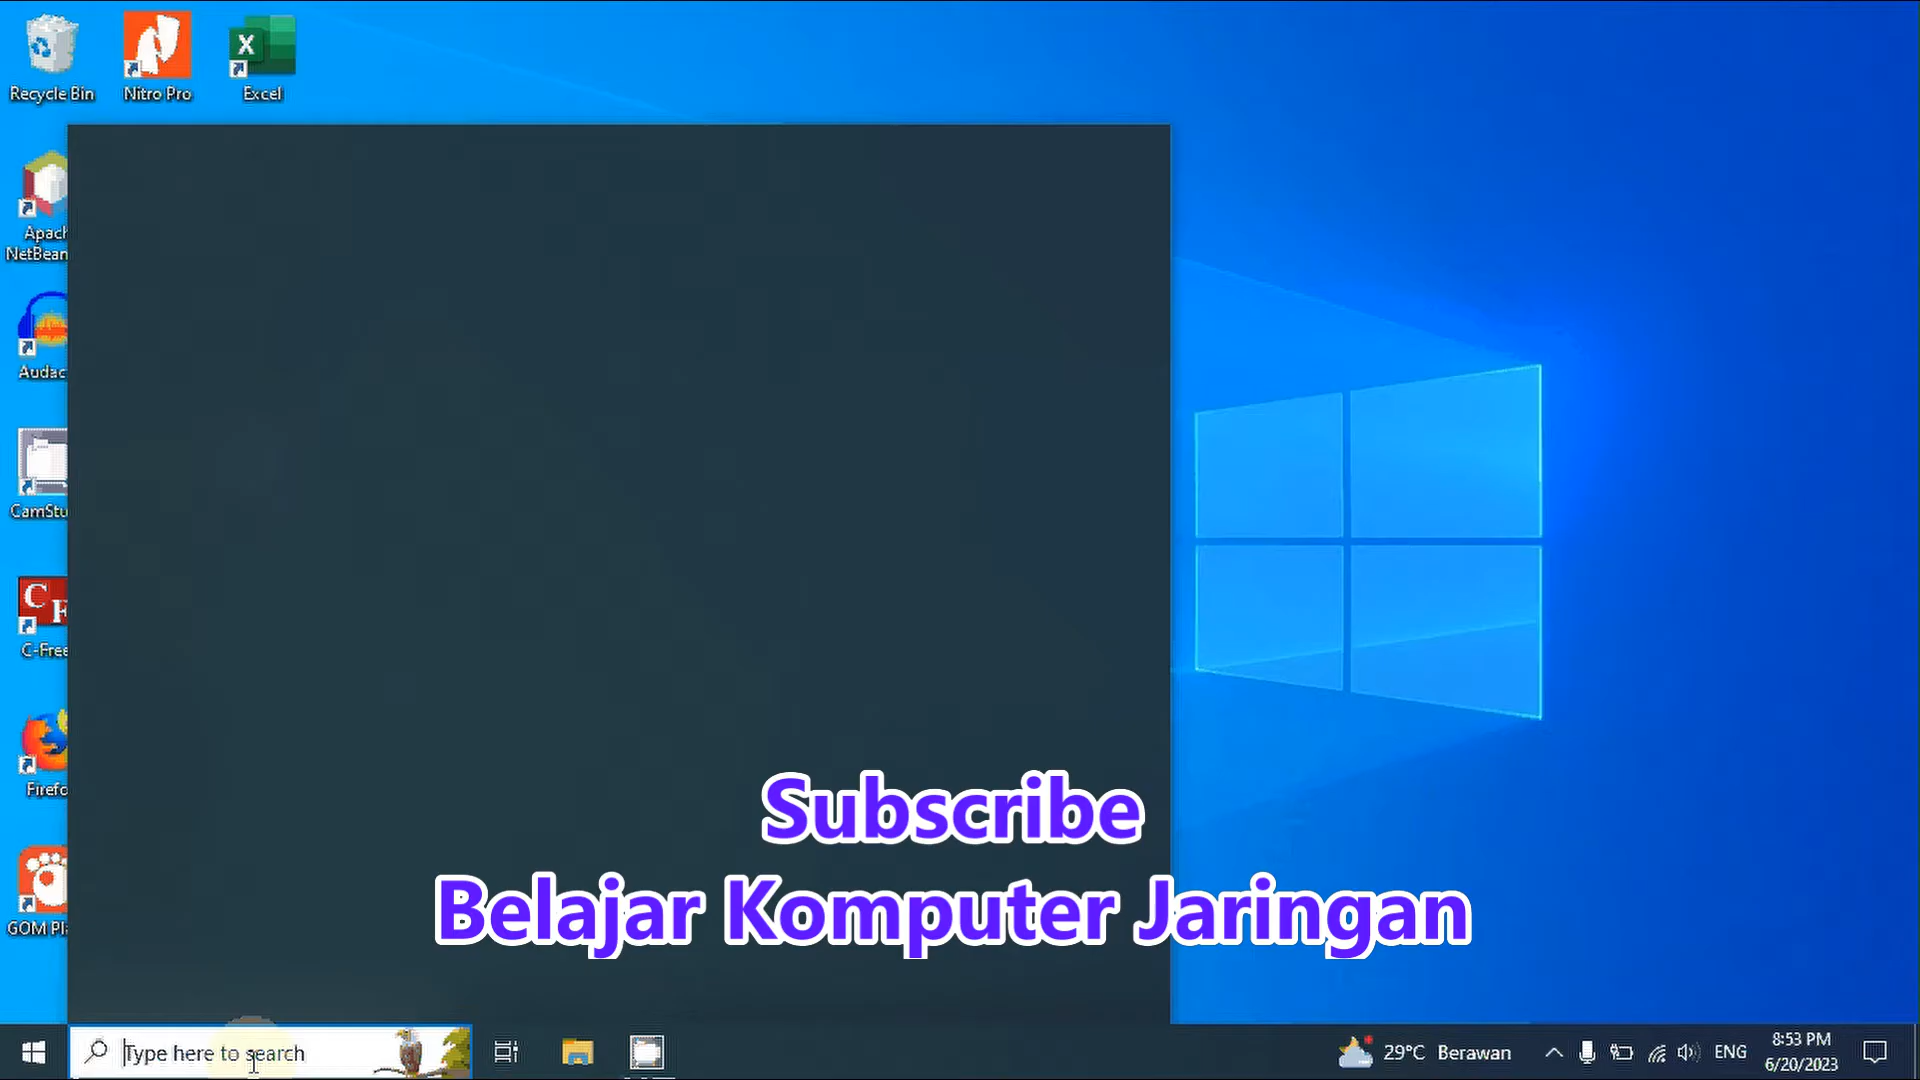 Recycle Bin
Nitro Pro
Excel
X
Apach
NetBean
Audac
CamStu
C F
C-Free
Firefo
GOM Pl
Subscribe
Belajar Komputer Jaringan
Type here to search
29°C Berawan
ENG
8:53 PM
6/20/2023